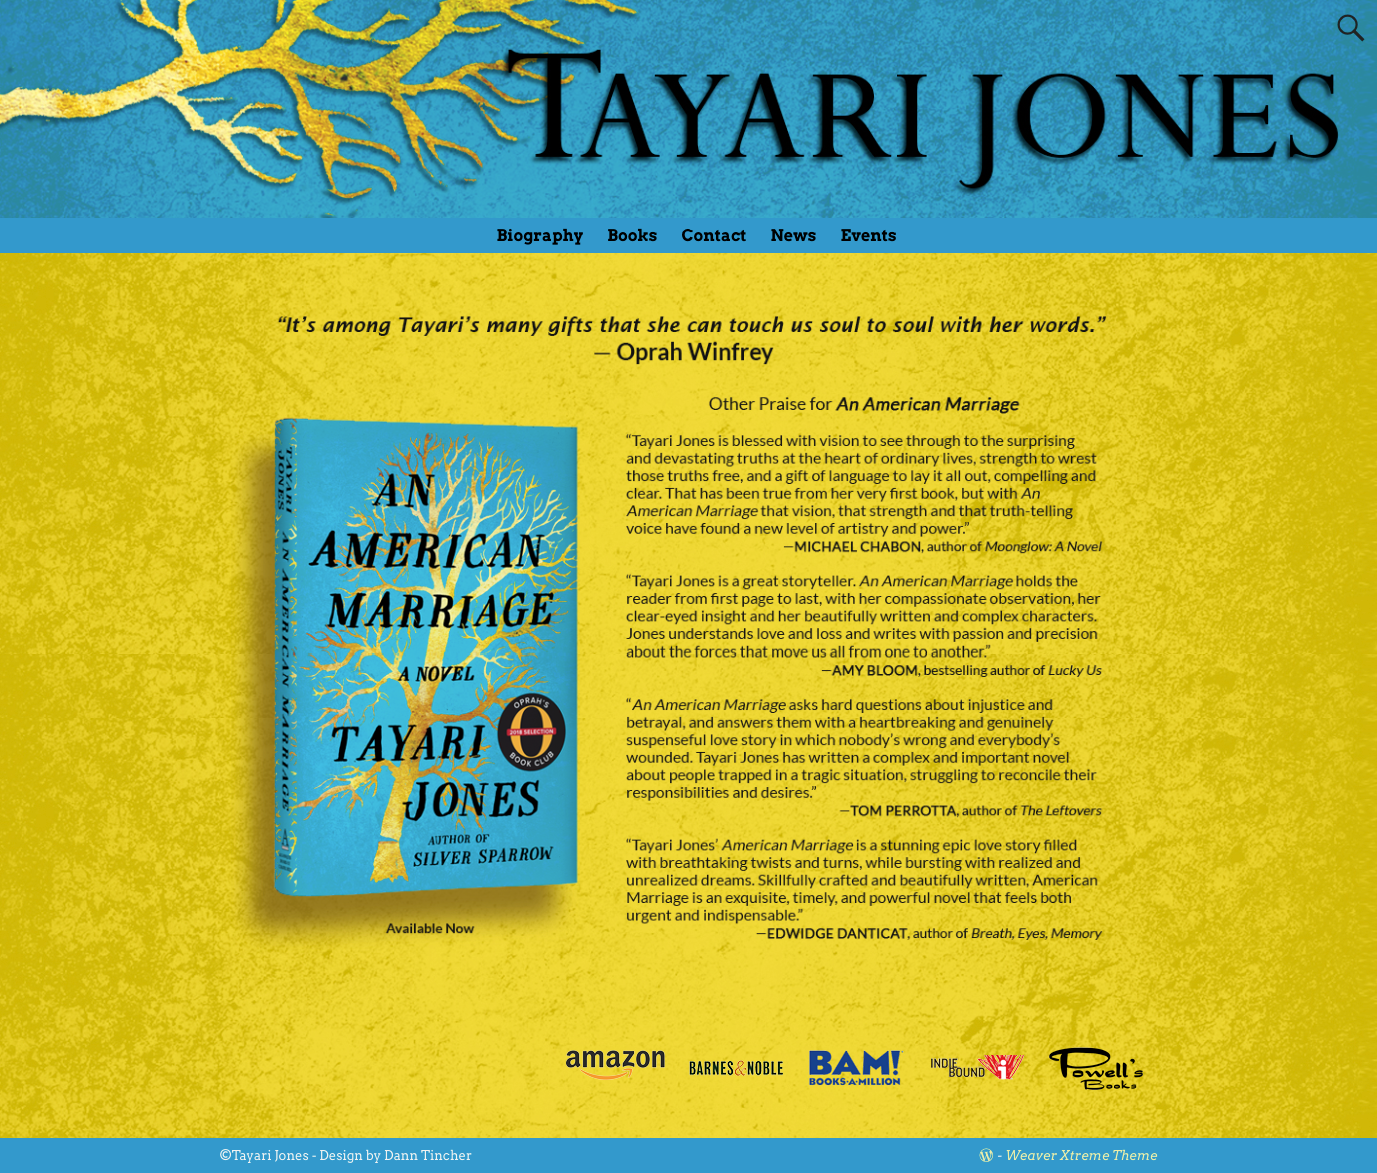 TAYARI JONES
Biography Books Contact News Events
“It’s among Tayari’s many gifts that she can touch us soul to soul with her words.”
— Oprah Winfrey
Other Praise for An American Marriage
“Tayari Jones is blessed with vision to see through to the surprising
and devastating truths at the heart of ordinary lives, strength to wrest
those truths free, and a gift of language to lay it all out, compelling and
clear. That has been true from her very first book, but with An
American Marriage that vision, that strength and that truth-telling
voice have found a new level of artistry and power.”
—MICHAEL CHABON, author of Moonglow: A Novel
“Tayari Jones is a great storyteller. An American Marriage holds the
reader from first page to last, with her compassionate observation, her
clear-eyed insight and her beautifully written and complex characters.
Jones understands love and loss and writes with passion and precision
about the forces that move us all from one to another.”
—AMY BLOOM, bestselling author of Lucky Us
“An American Marriage asks hard questions about injustice and
betrayal, and answers them with a heartbreaking and genuinely
suspenseful love story in which nobody’s wrong and everybody’s
wounded. Tayari Jones has written a complex and important novel
about people trapped in a tragic situation, struggling to reconcile their
responsibilities and desires.”
—TOM PERROTTA, author of The Leftovers
“Tayari Jones’ American Marriage is a stunning epic love story filled
with breathtaking twists and turns, while bursting with realized and
unrealized dreams. Skillfully crafted and beautifully written, American
Marriage is an exquisite, timely, and powerful novel that feels both
urgent and indispensable.”
—EDWIDGE DANTICAT, author of Breath, Eyes, Memory
TAYARI
JONES
AN AMERICAN MARRIAGE
AN
AMERICAN
MARRIAGE
A NOVEL
OPRAH'S
2018 SELECTION
BOOK CLUB
TAYARI
JONES
AUTHOR OF
SILVER SPARROW
Available Now
amazon
BARNES&NOBLE
BAM!
BOOKS·A·MILLION
INDIE
BOUND
Powell's
Books
©Tayari Jones - Design by Dann Tincher
- Weaver Xtreme Theme